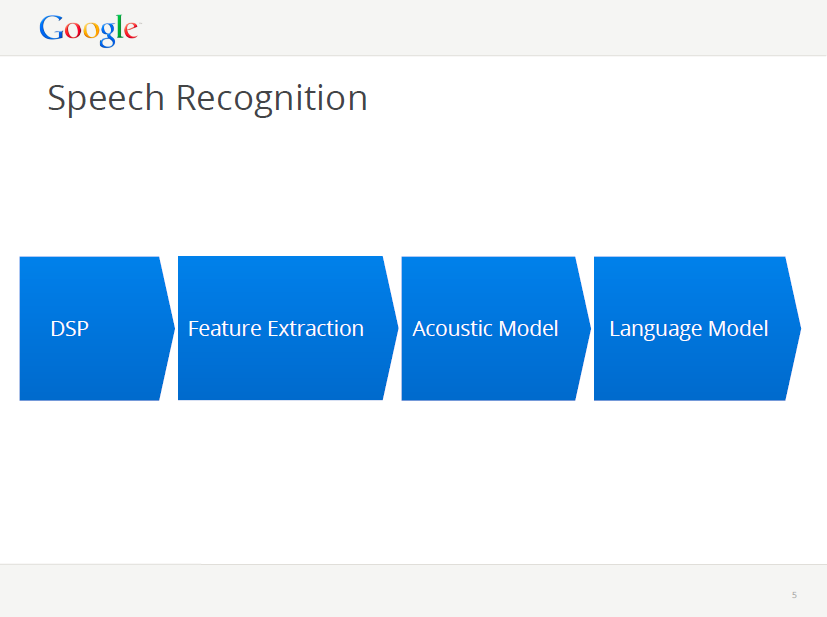 Google
Speech Recognition
DSP
Feature Extraction
Acoustic Model
Language Model
5